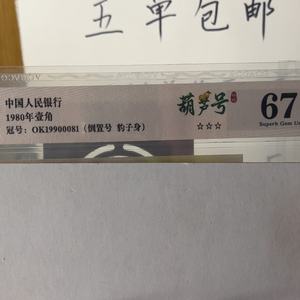 五单包邮
中国人民银行
1980年壹角
冠号：OK19900081（倒置号 豹子身）
葫芦号
☆☆☆
67
Superb Gem Un